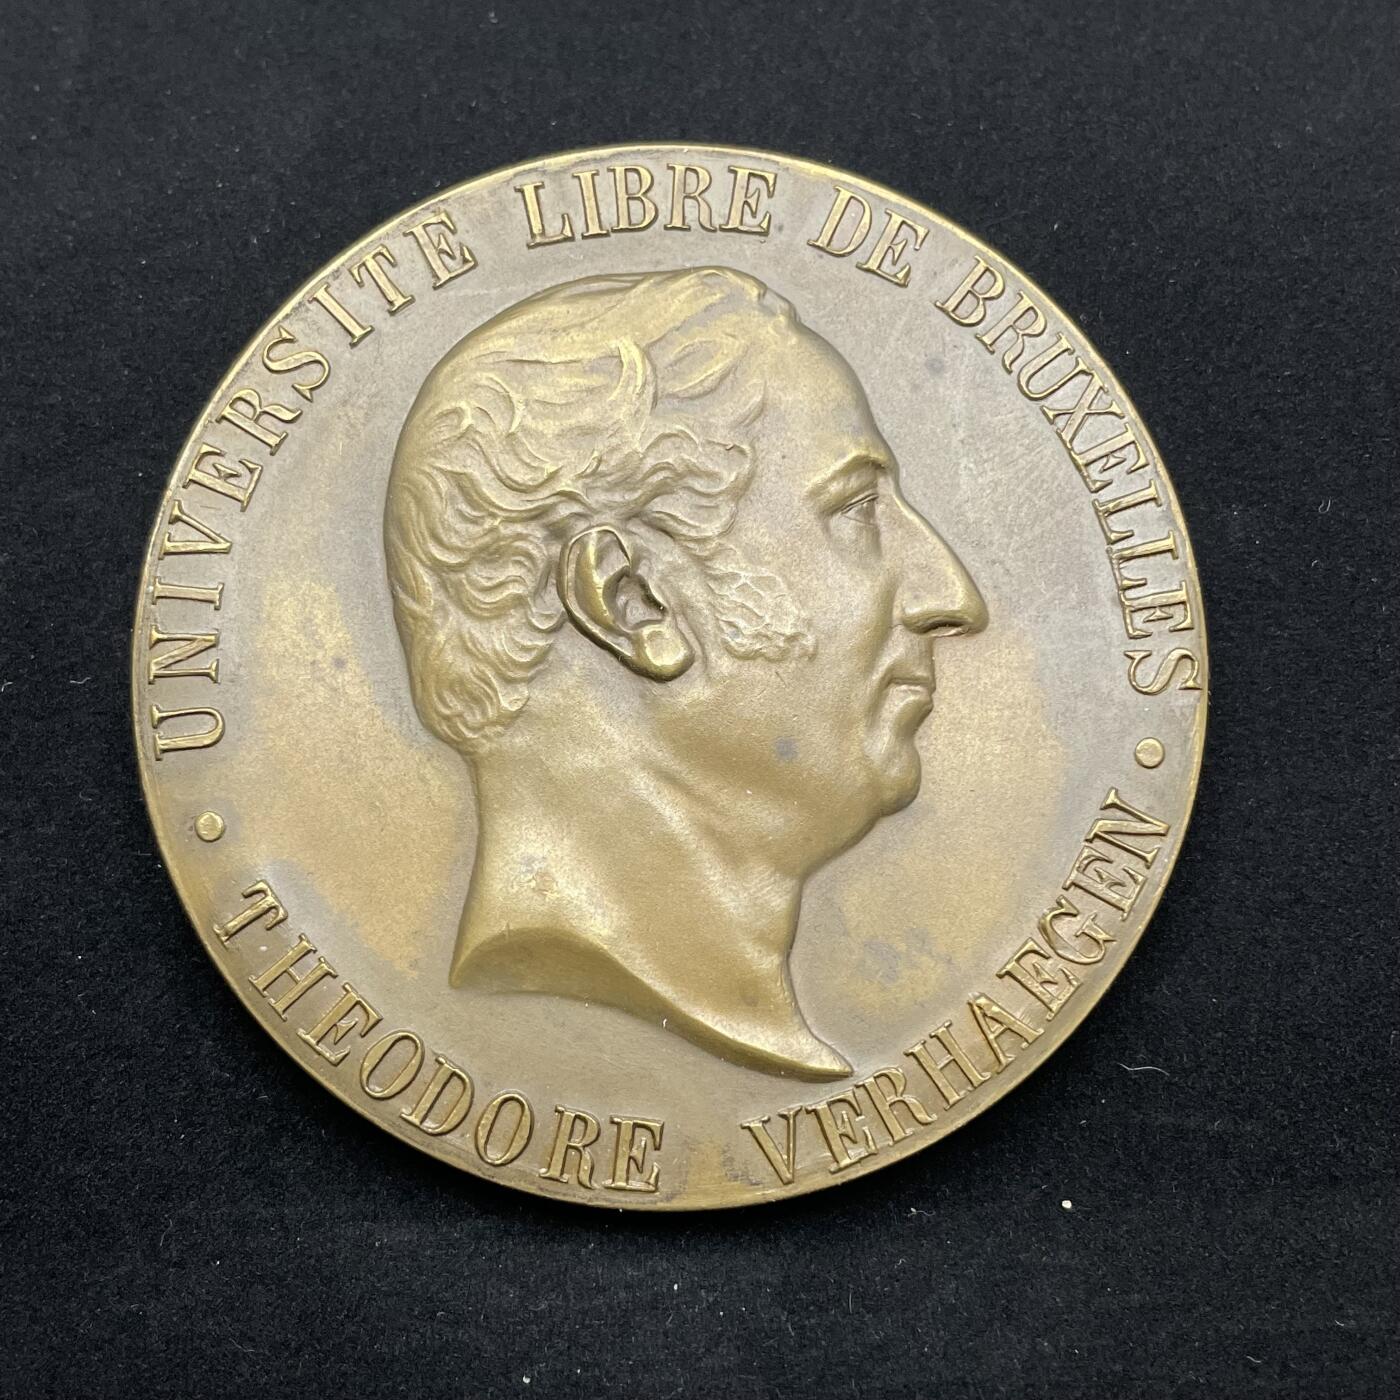 UNIVERSITE LIBRE DE BRUXELLES
• THEODORE VERHAEGEN •